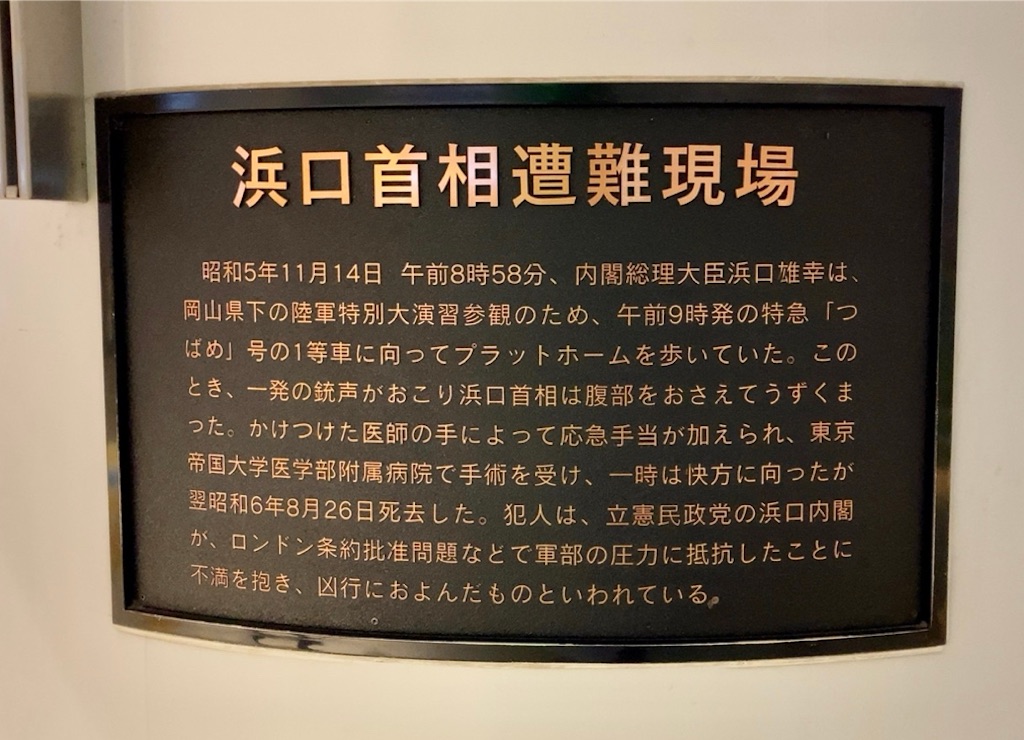 浜口首相遭難現場
昭和5年11月14日 午前8時58分、内閣総理大臣浜口雄幸は、
岡山県下の陸軍特別大演習参観のため、午前9時発の特急「つ
ばめ」号の1等車に向ってプラットホームを歩いていた。この
とき、一発の銃声がおこり浜口首相は腹部をおさえてうずくま
った。かけつけた医師の手によって応急手当が加えられ、東京
帝国大学医学部附属病院で手術を受け、一時は快方に向ったが
翌昭和6年8月26日死去した。犯人は、立憲民政党の浜口内閣
が、ロンドン条約批准問題などで軍部の圧力に抵抗したことに
不満を抱き、凶行におよんだものといわれている。